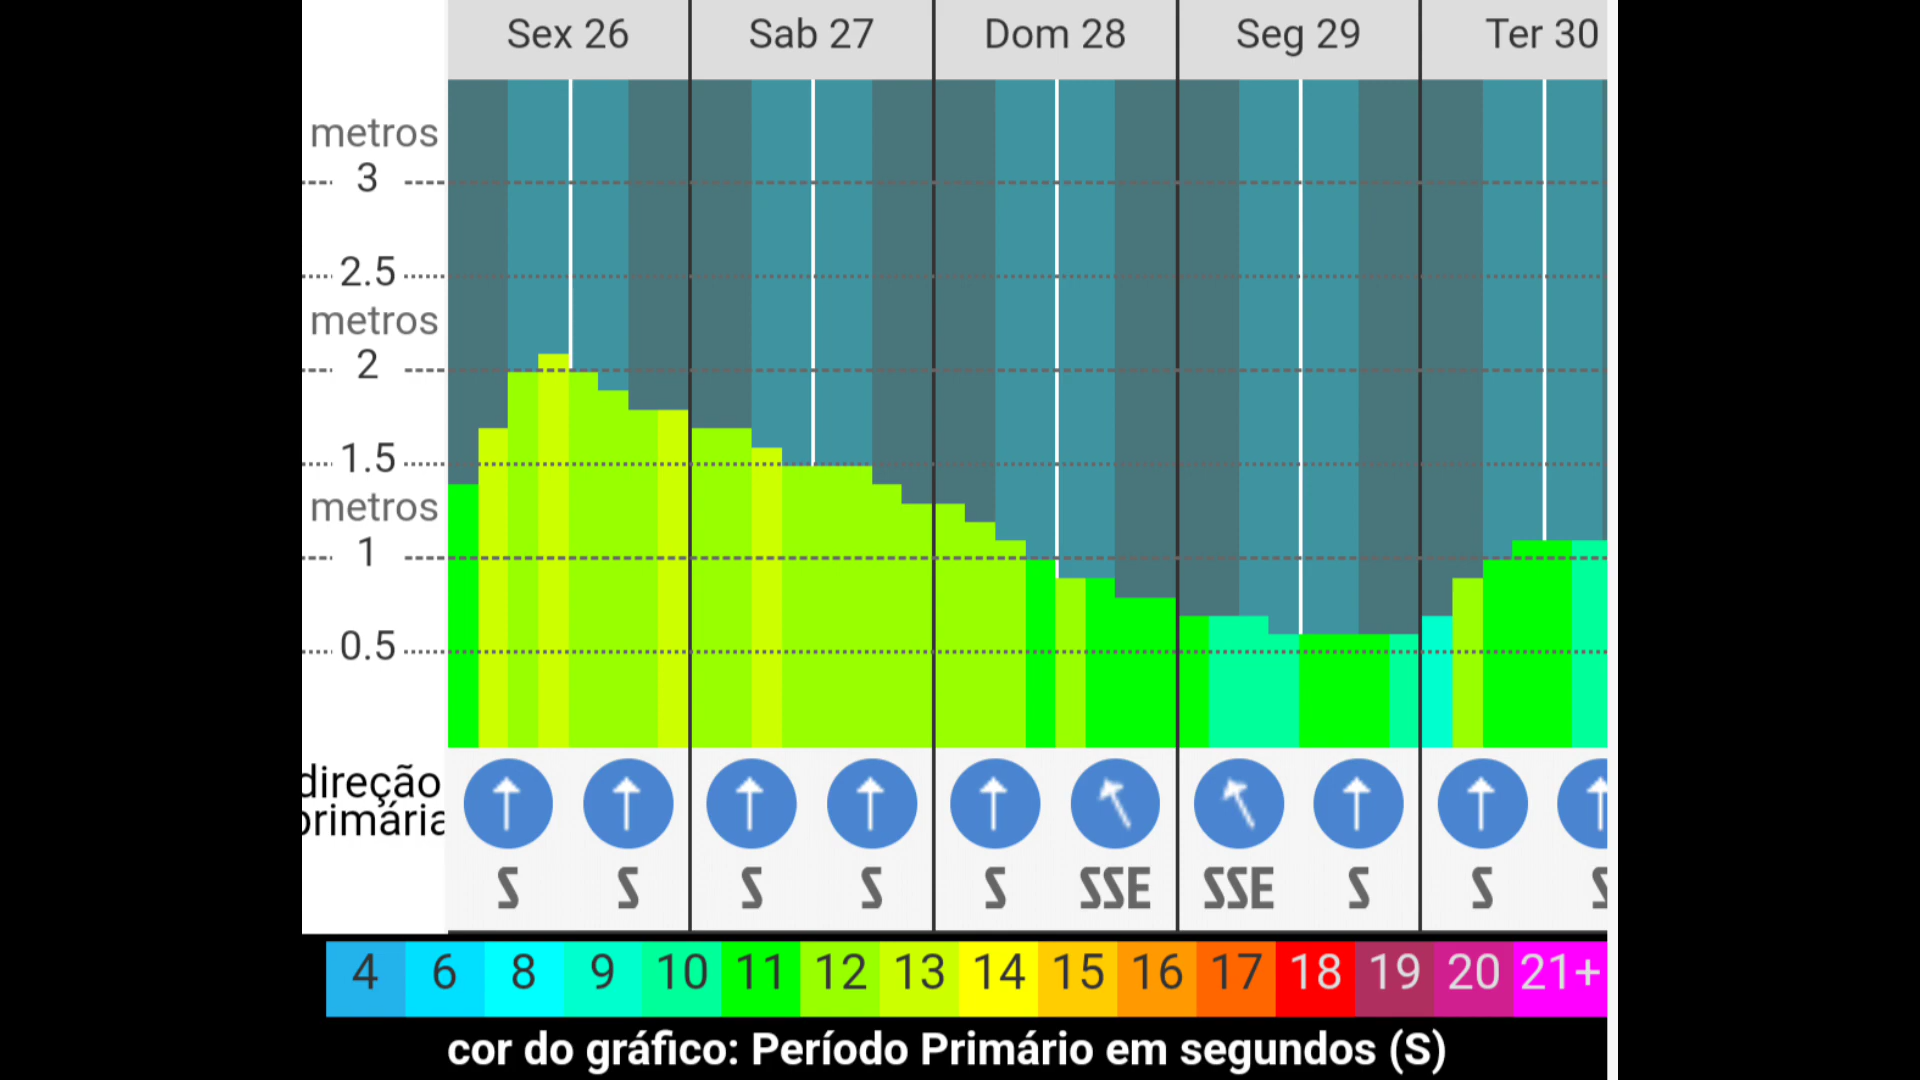 Sex 26 Sab 27 Dom 28 Seg 29 Ter 30
metros
3
2.5
metros
2
1.5
metros
1
0.5
direção
primária
S S S S S SSE SSE S S S
4 6 8 9 10 11 12 13 14 15 16 17 18 19 20 21+
cor do gráfico: Período Primário em segundos (S)